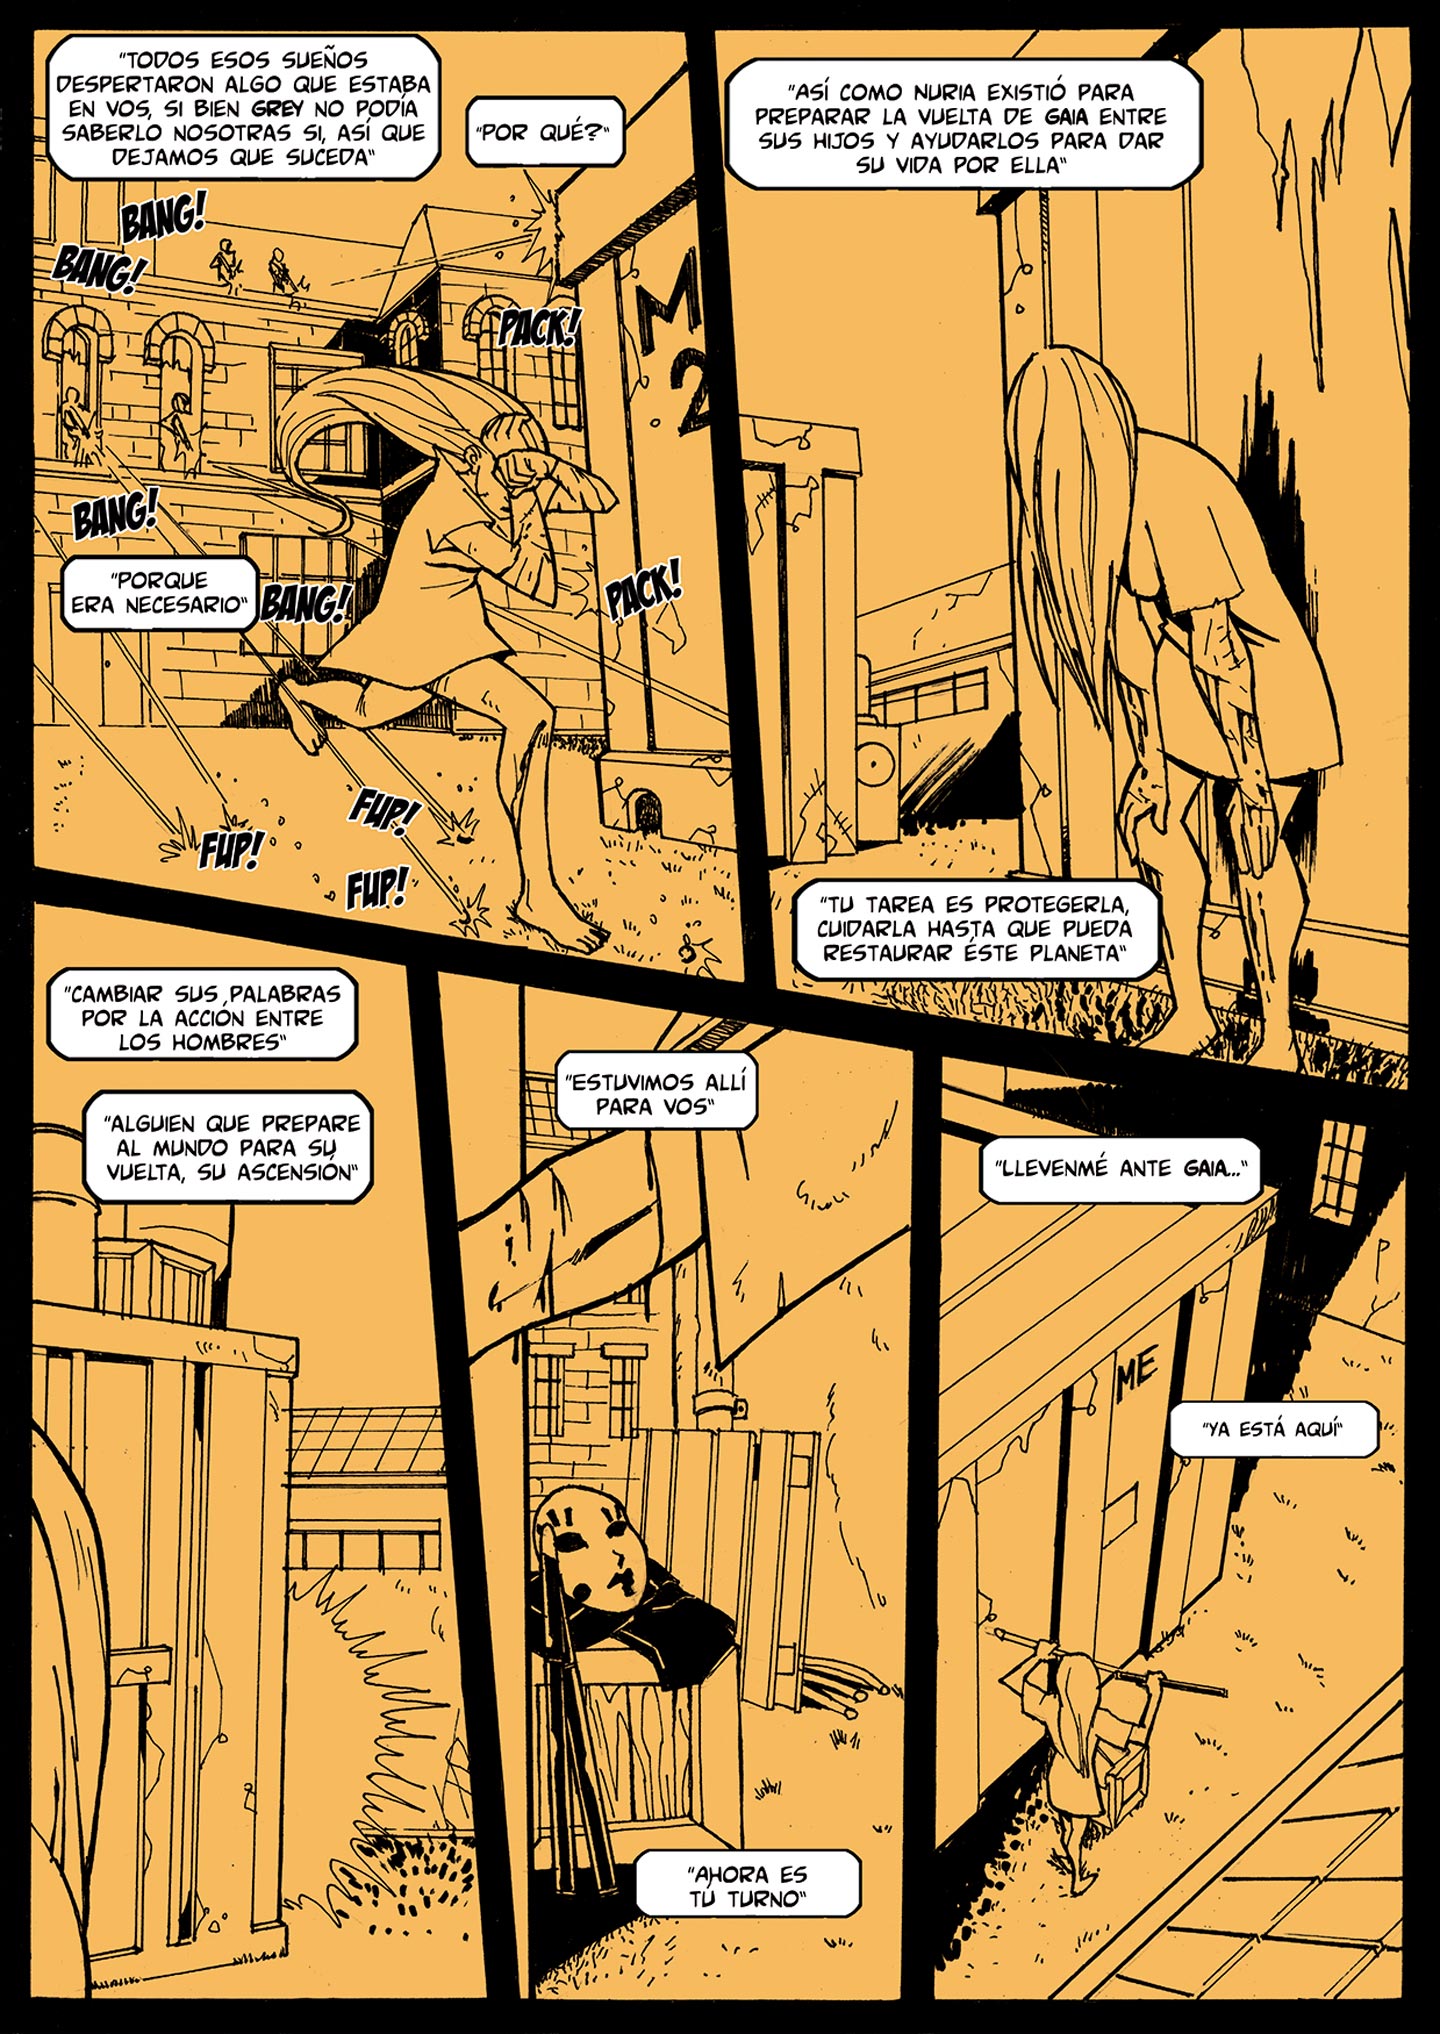 "TODOS ESOS SUEÑOS
DESPERTARON ALGO QUE ESTABA
EN VOS, SI BIEN GREY NO PODÍA
SABERLO NOSOTRAS SI, ASÍ QUE
DEJAMOS QUE SUCEDA"
"POR QUÉ?"
BANG!
BANG!
PACK!
M
2
BANG!
"PORQUE
ERA NECESARIO"
BANG!
PACK!
FUP!
FUP!
FUP!
"ASÍ COMO NURIA EXISTIÓ PARA
PREPARAR LA VUELTA DE GAIA ENTRE
SUS HIJOS Y AYUDARLOS PARA DAR
SU VIDA POR ELLA"
"TU TAREA ES PROTEGERLA,
CUIDARLA HASTA QUE PUEDA
RESTAURAR ÉSTE PLANETA"
"CAMBIAR SUS PALABRAS
POR LA ACCIÓN ENTRE
LOS HOMBRES"
"ALGUIEN QUE PREPARE
AL MUNDO PARA SU
VUELTA, SU ASCENSIÓN"
"ESTUVIMOS ALLÍ
PARA VOS"
"AHORA ES
TÚ TURNO"
"LLEVENMÉ ANTE GAIA..."
ME
"YA ESTÁ AQUÍ"